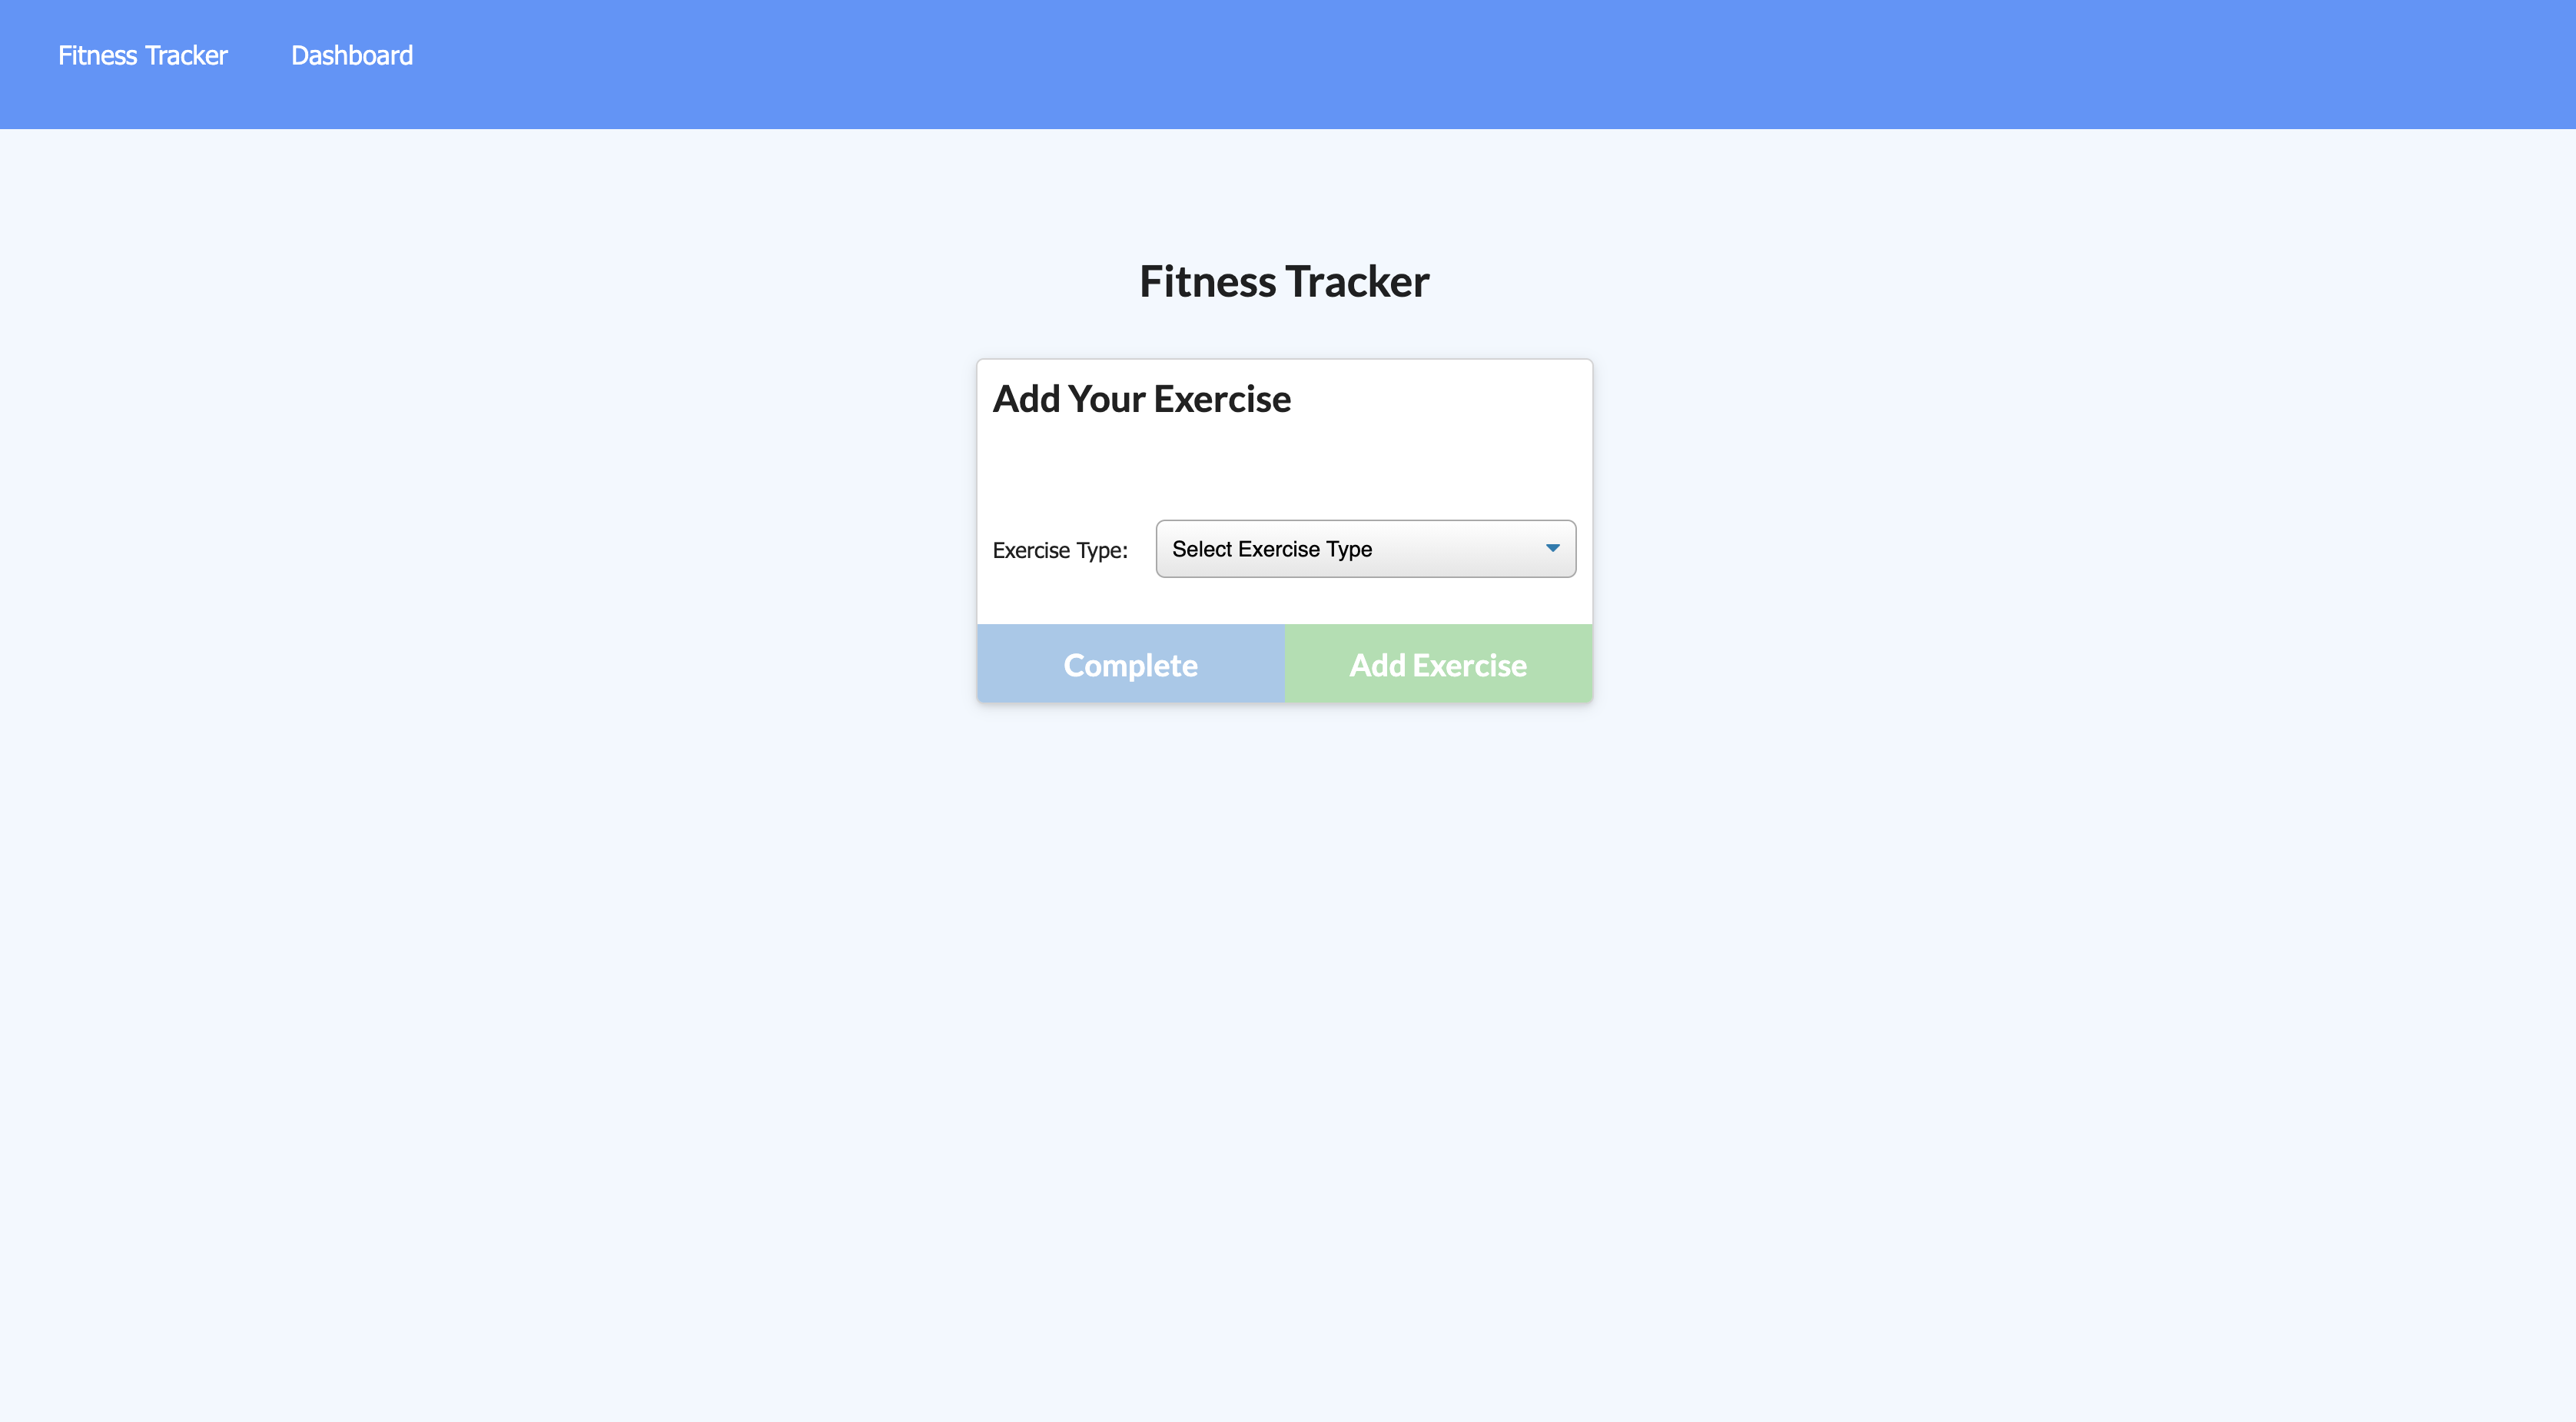 Fitness Tracker Dashboard
Fitness Tracker
Add Your Exercise
Exercise Type: Select Exercise Type
Complete Add Exercise